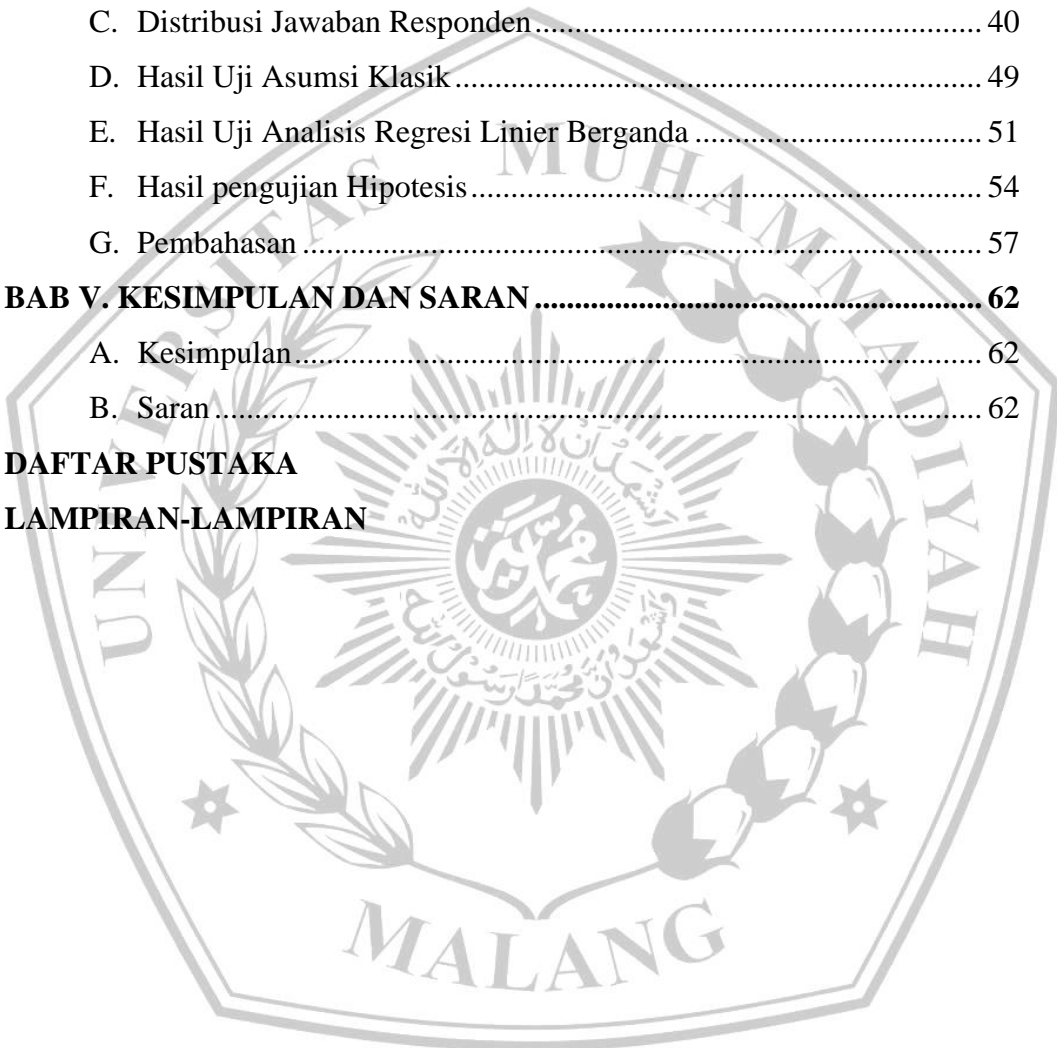 C. Distribusi Jawaban Responden........................................................ 40
D. Hasil Uji Asumsi Klasik.................................................................. 49
E. Hasil Uji Analisis Regresi Linier Berganda ....................................... 51
F. Hasil pengujian Hipotesis................................................................ 54
G. Pembahasan ..................................................................................... 57
BAB V. KESIMPULAN DAN SARAN........................................................ 62
A. Kesimpulan...................................................................................... 62
B. Saran ................................................................................................ 62
DAFTAR PUSTAKA
LAMPIRAN-LAMPIRAN
UNIVERSITAS MUHAMMADIYAH
MALANG